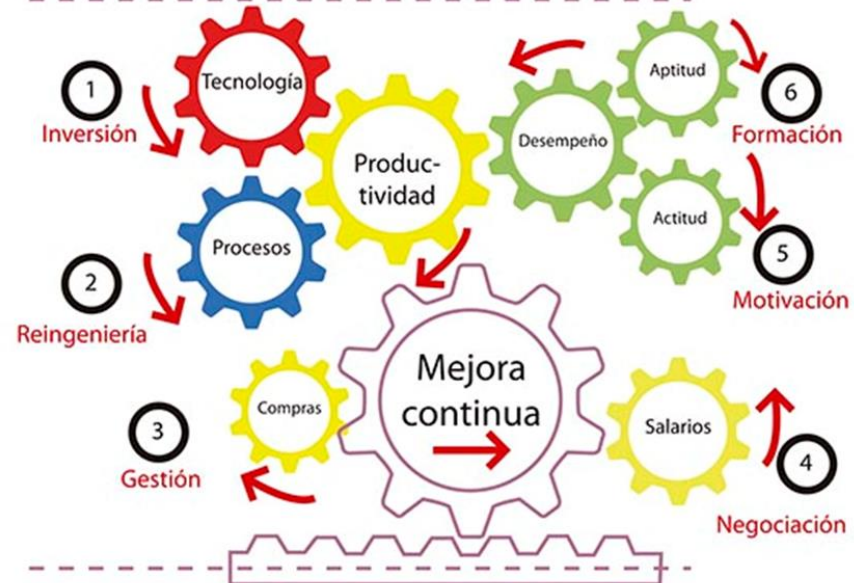 1
Inversión
Tecnología
Produc-
tividad
Desempeño
Aptitud
6
Formación
2
Reingeniería
Procesos
Actitud
5
Motivación
3
Gestión
Compras
Mejora
continua
Salarios
4
Negociación